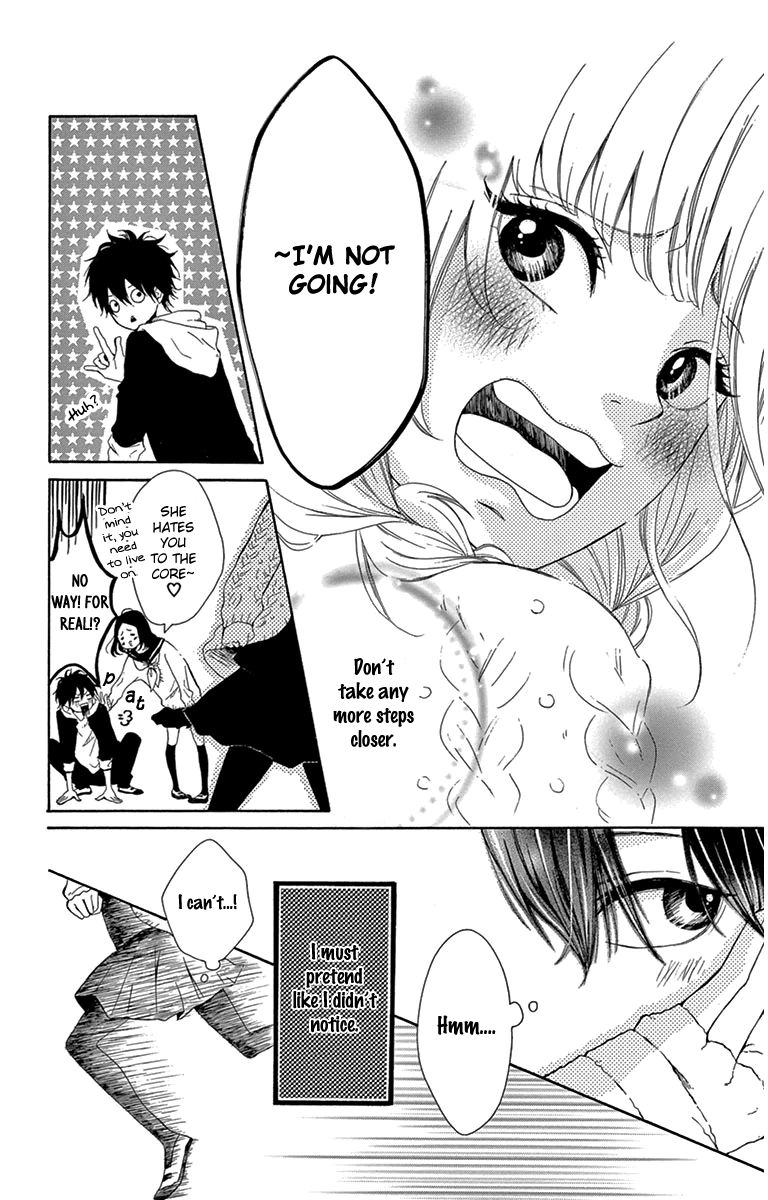 ~I'M NOT
GOING!
Huh?
SHE
HATES
YOU
TO THE
CORE~
♡
Don't
mind
it, you
need
to live
on.
NO
WAY! FOR
REAL!?
pat
Don't
take any
more steps
closer.
I can't...!
I must
pretend
like I didn't
notice.
Hmm....